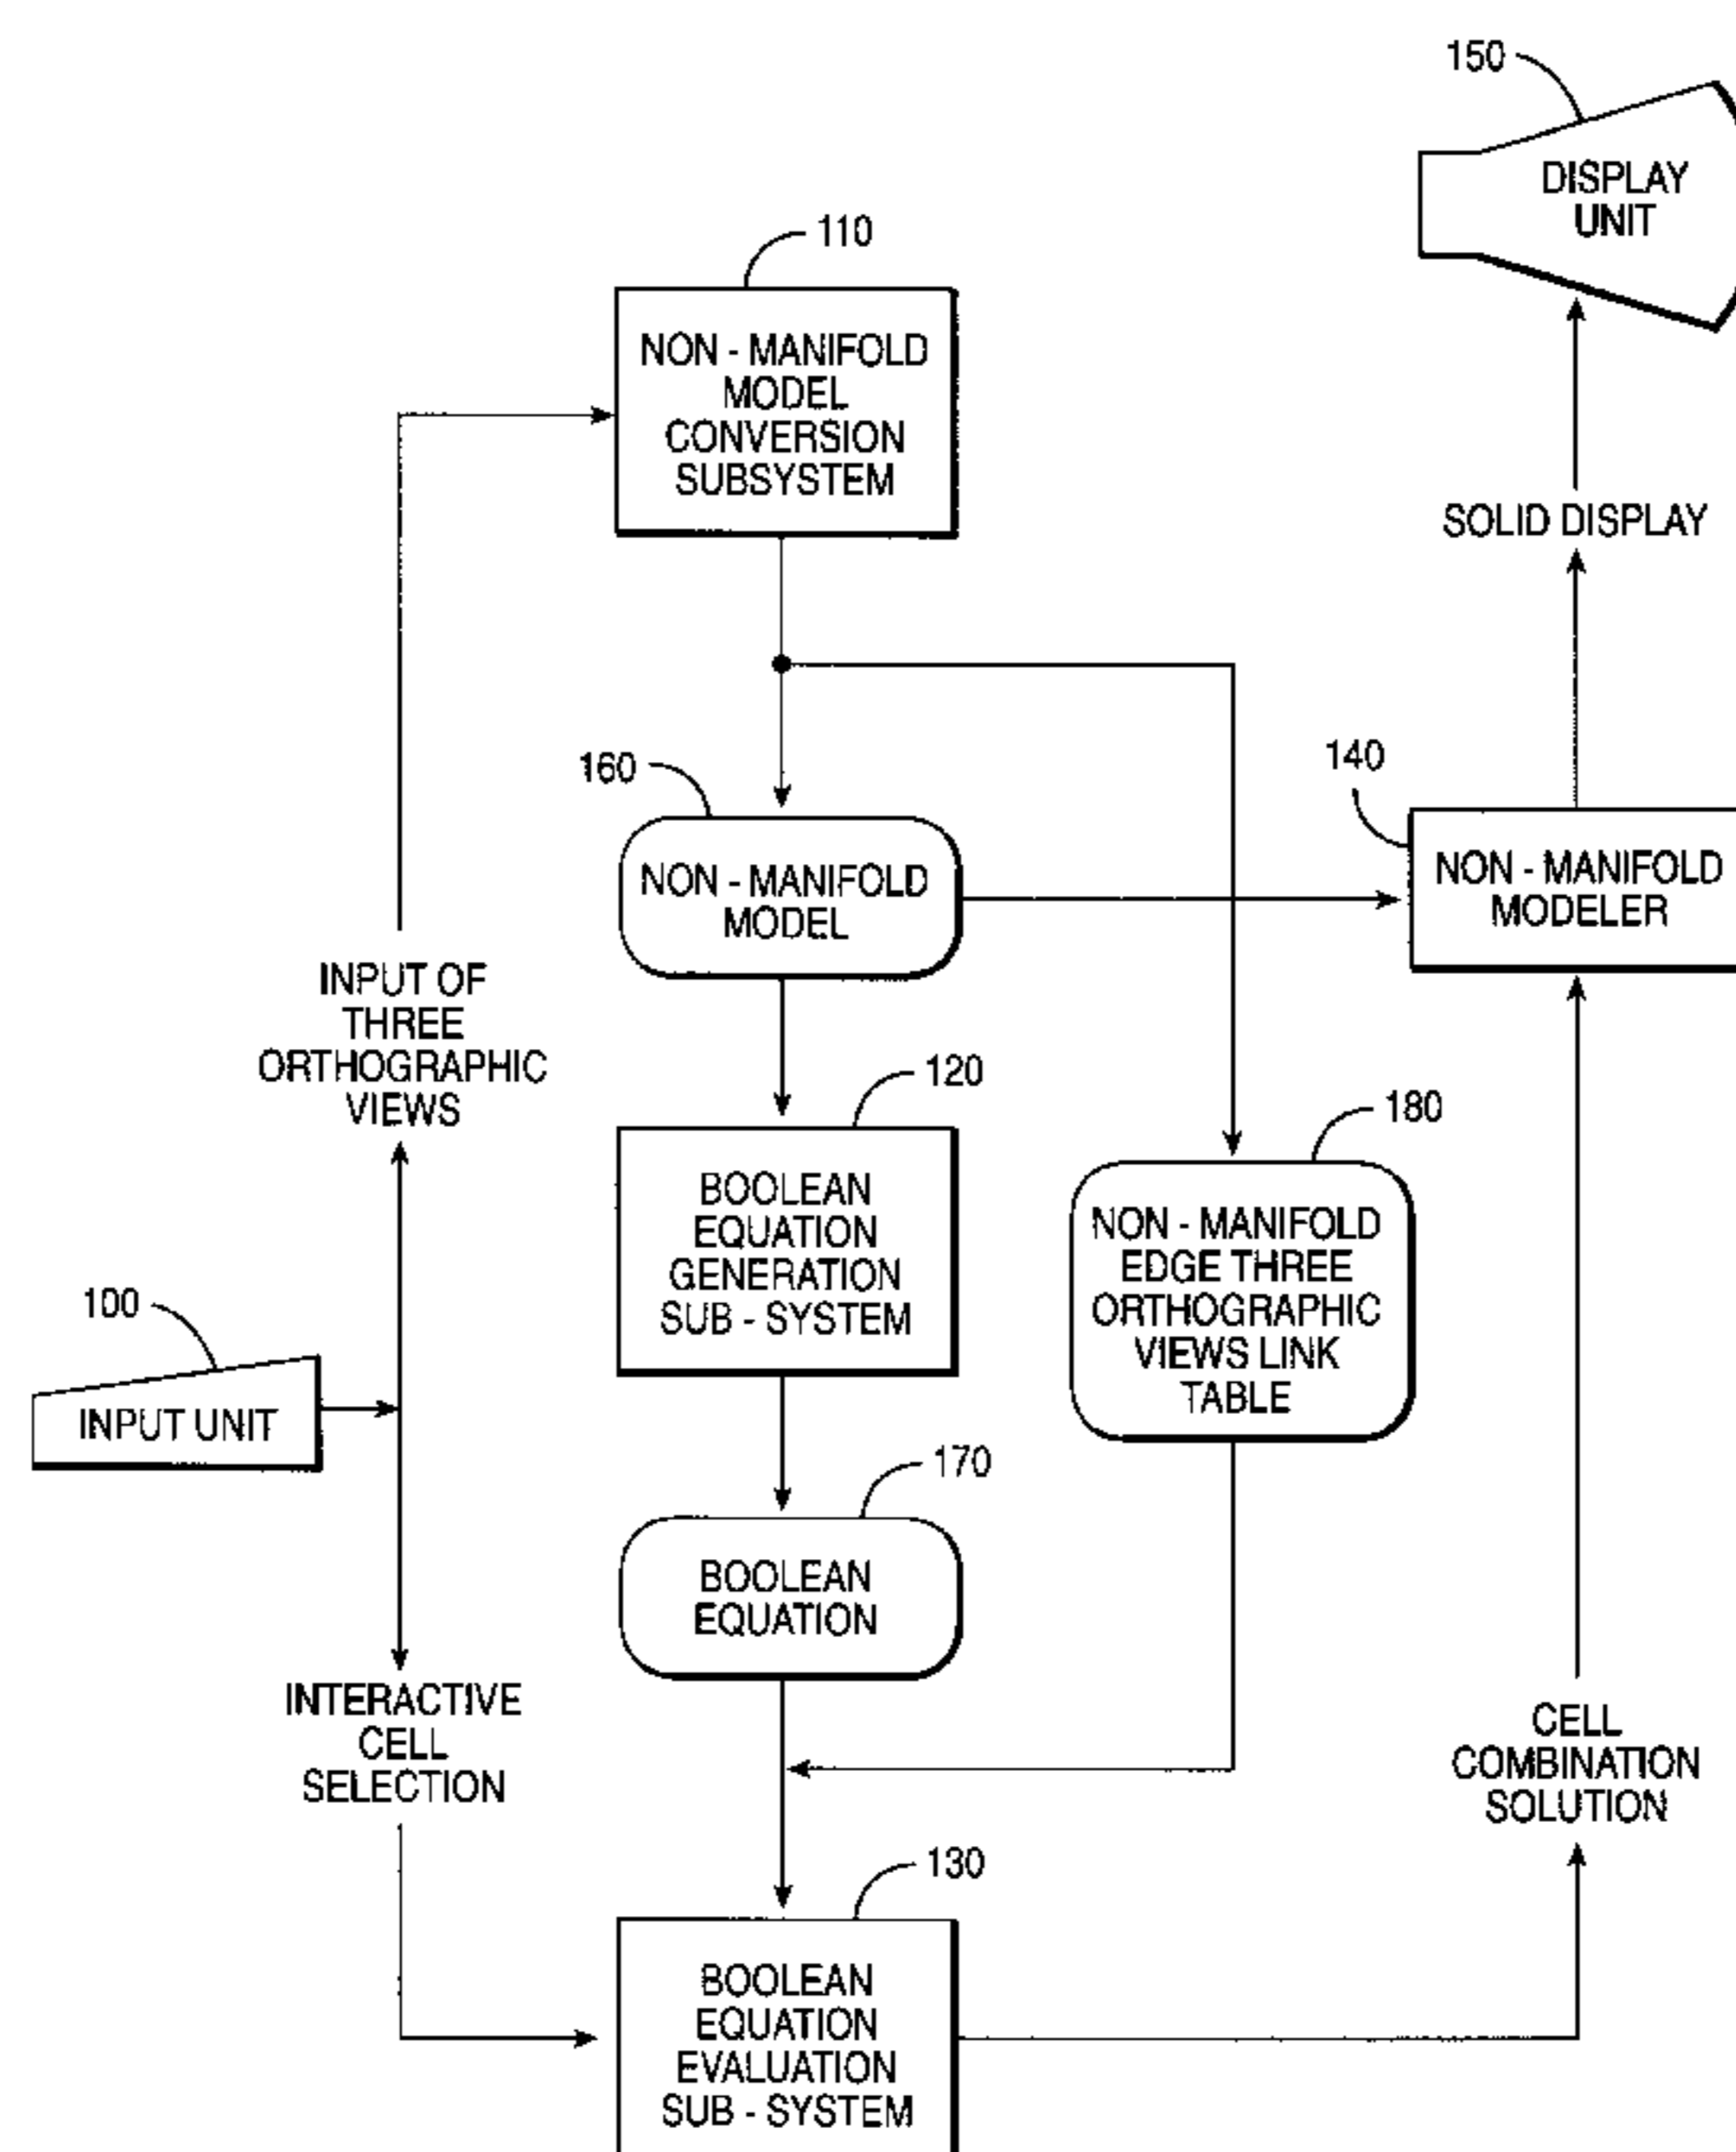 150
DISPLAY
UNIT
110
NON - MANIFOLD
MODEL
CONVERSION
SUBSYSTEM
SOLID DISPLAY
160
NON - MANIFOLD
MODEL
140
NON - MANIFOLD
MODELER
INPUT OF
THREE
ORTHOGRAPHIC
VIEWS
120
BOOLEAN
EQUATION
GENERATION
SUB - SYSTEM
180
NON - MANIFOLD
EDGE THREE
ORTHOGRAPHIC
VIEWS LINK
TABLE
100
INPUT UNIT
170
BOOLEAN
EQUATION
INTERACTIVE
CELL
SELECTION
CELL
COMBINATION
SOLUTION
130
BOOLEAN
EQUATION
EVALUATION
SUB - SYSTEM